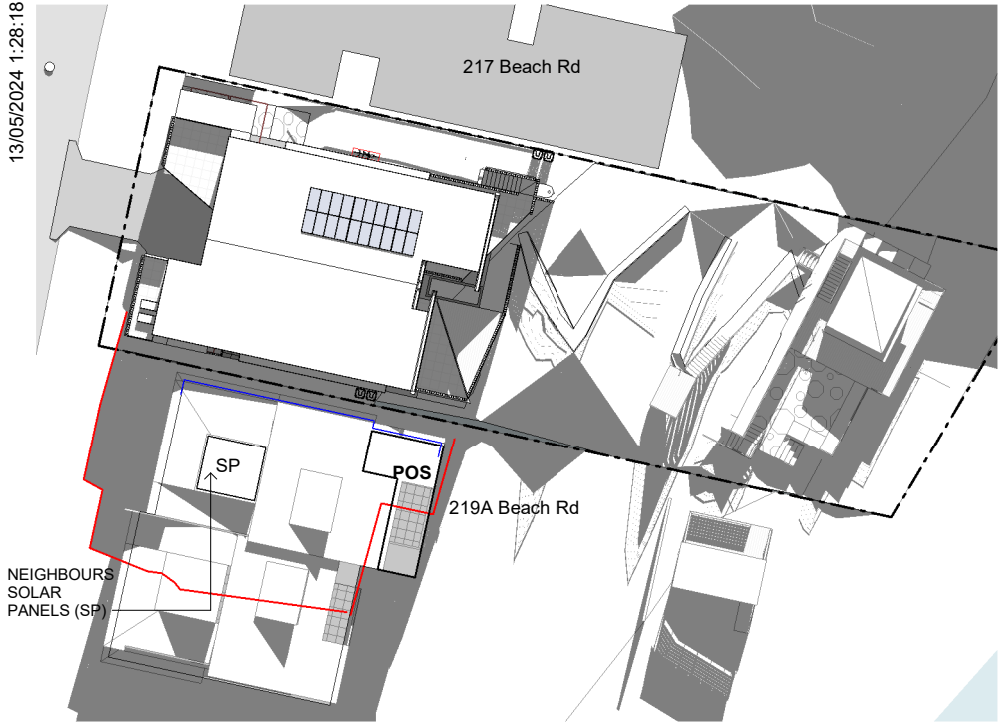 13/05/2024 1:28:18
217 Beach Rd
SP
POS
219A Beach Rd
NEIGHBOURS
SOLAR
PANELS (SP)